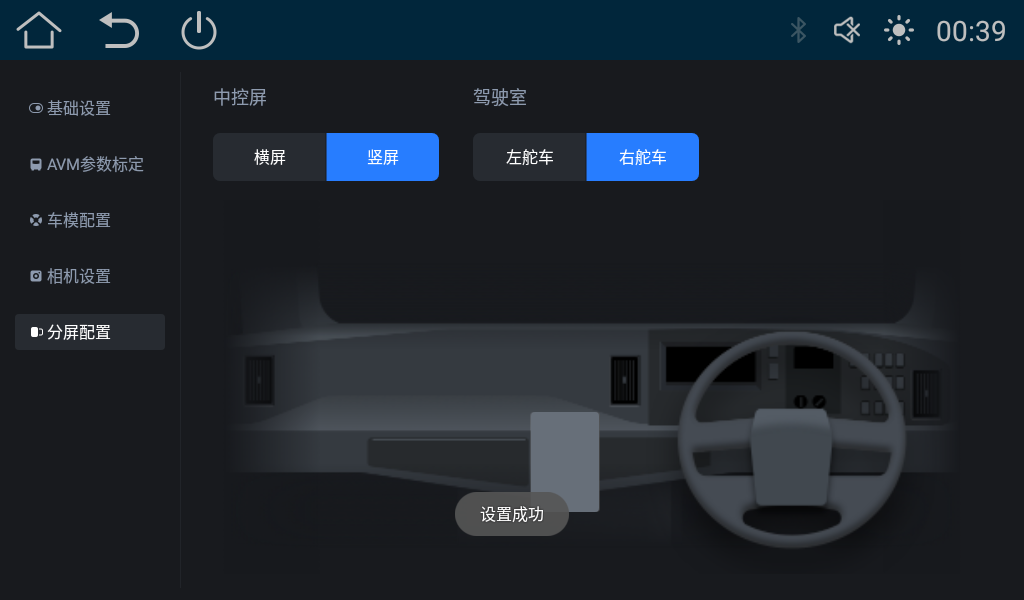 00:39
基础设置
AVM参数标定
车模配置
相机设置
分屏配置
中控屏
驾驶室
横屏
竖屏
左舵车
右舵车
设置成功